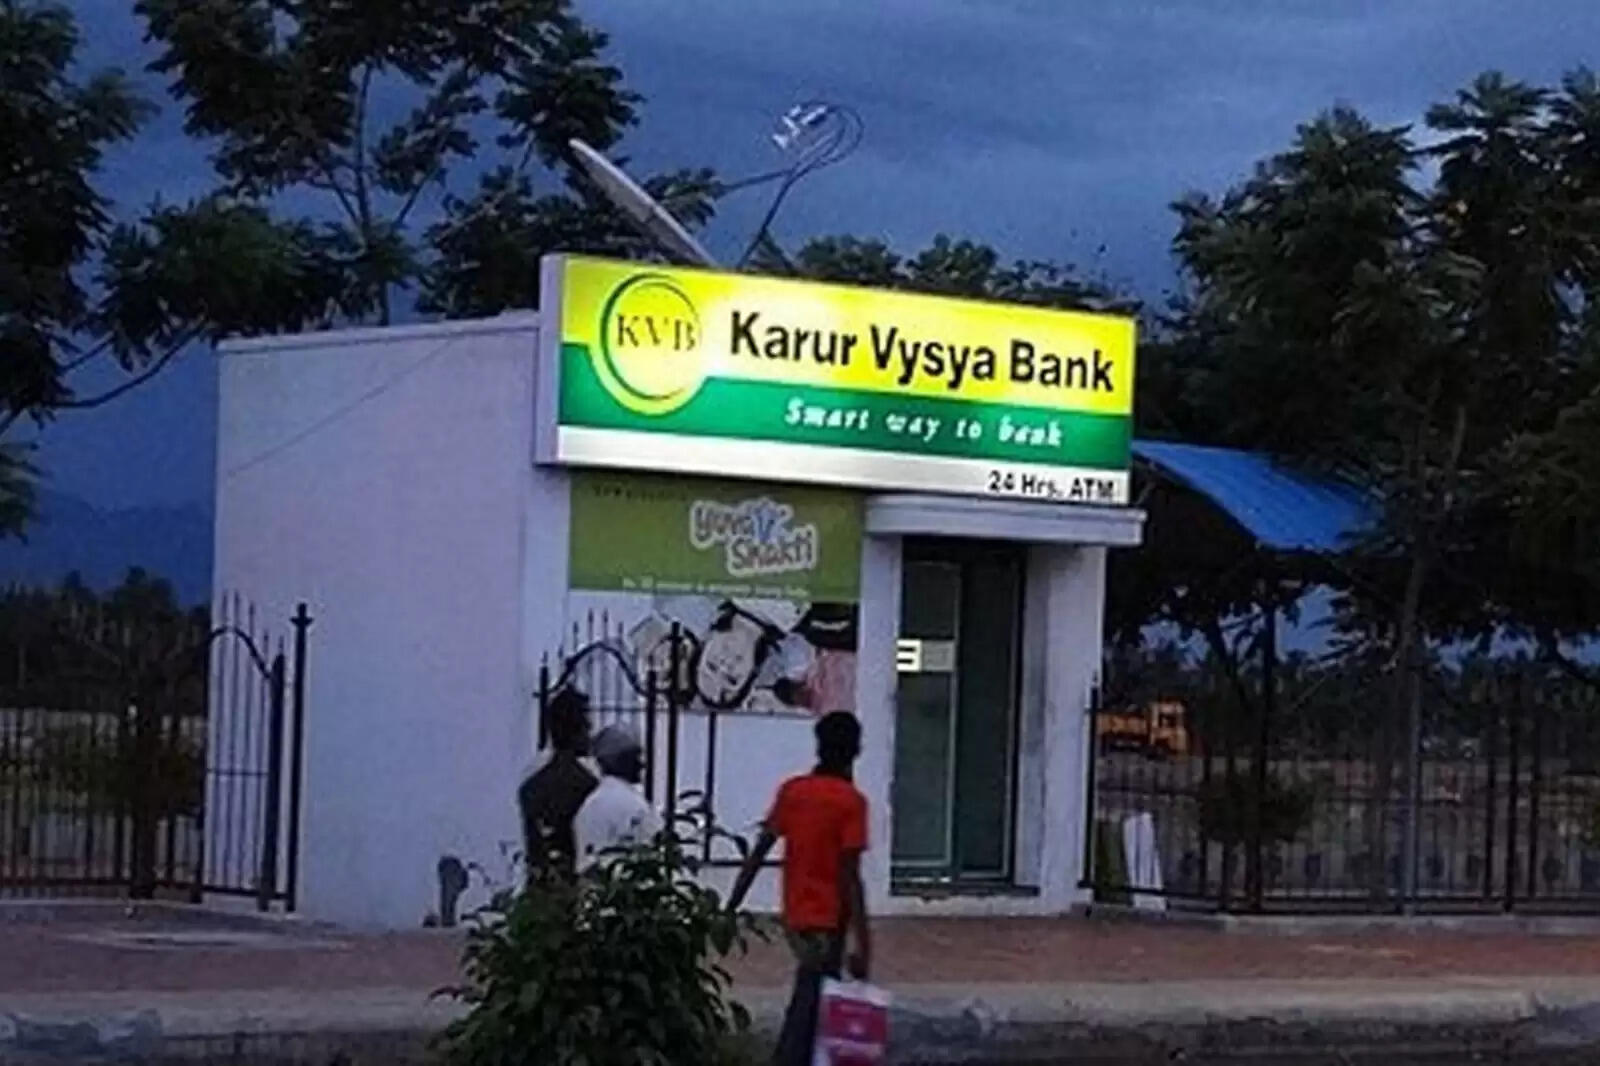 KVB
Karur Vysya Bank
Smart way to bank
24 Hrs. ATM
Yuva
Shakti